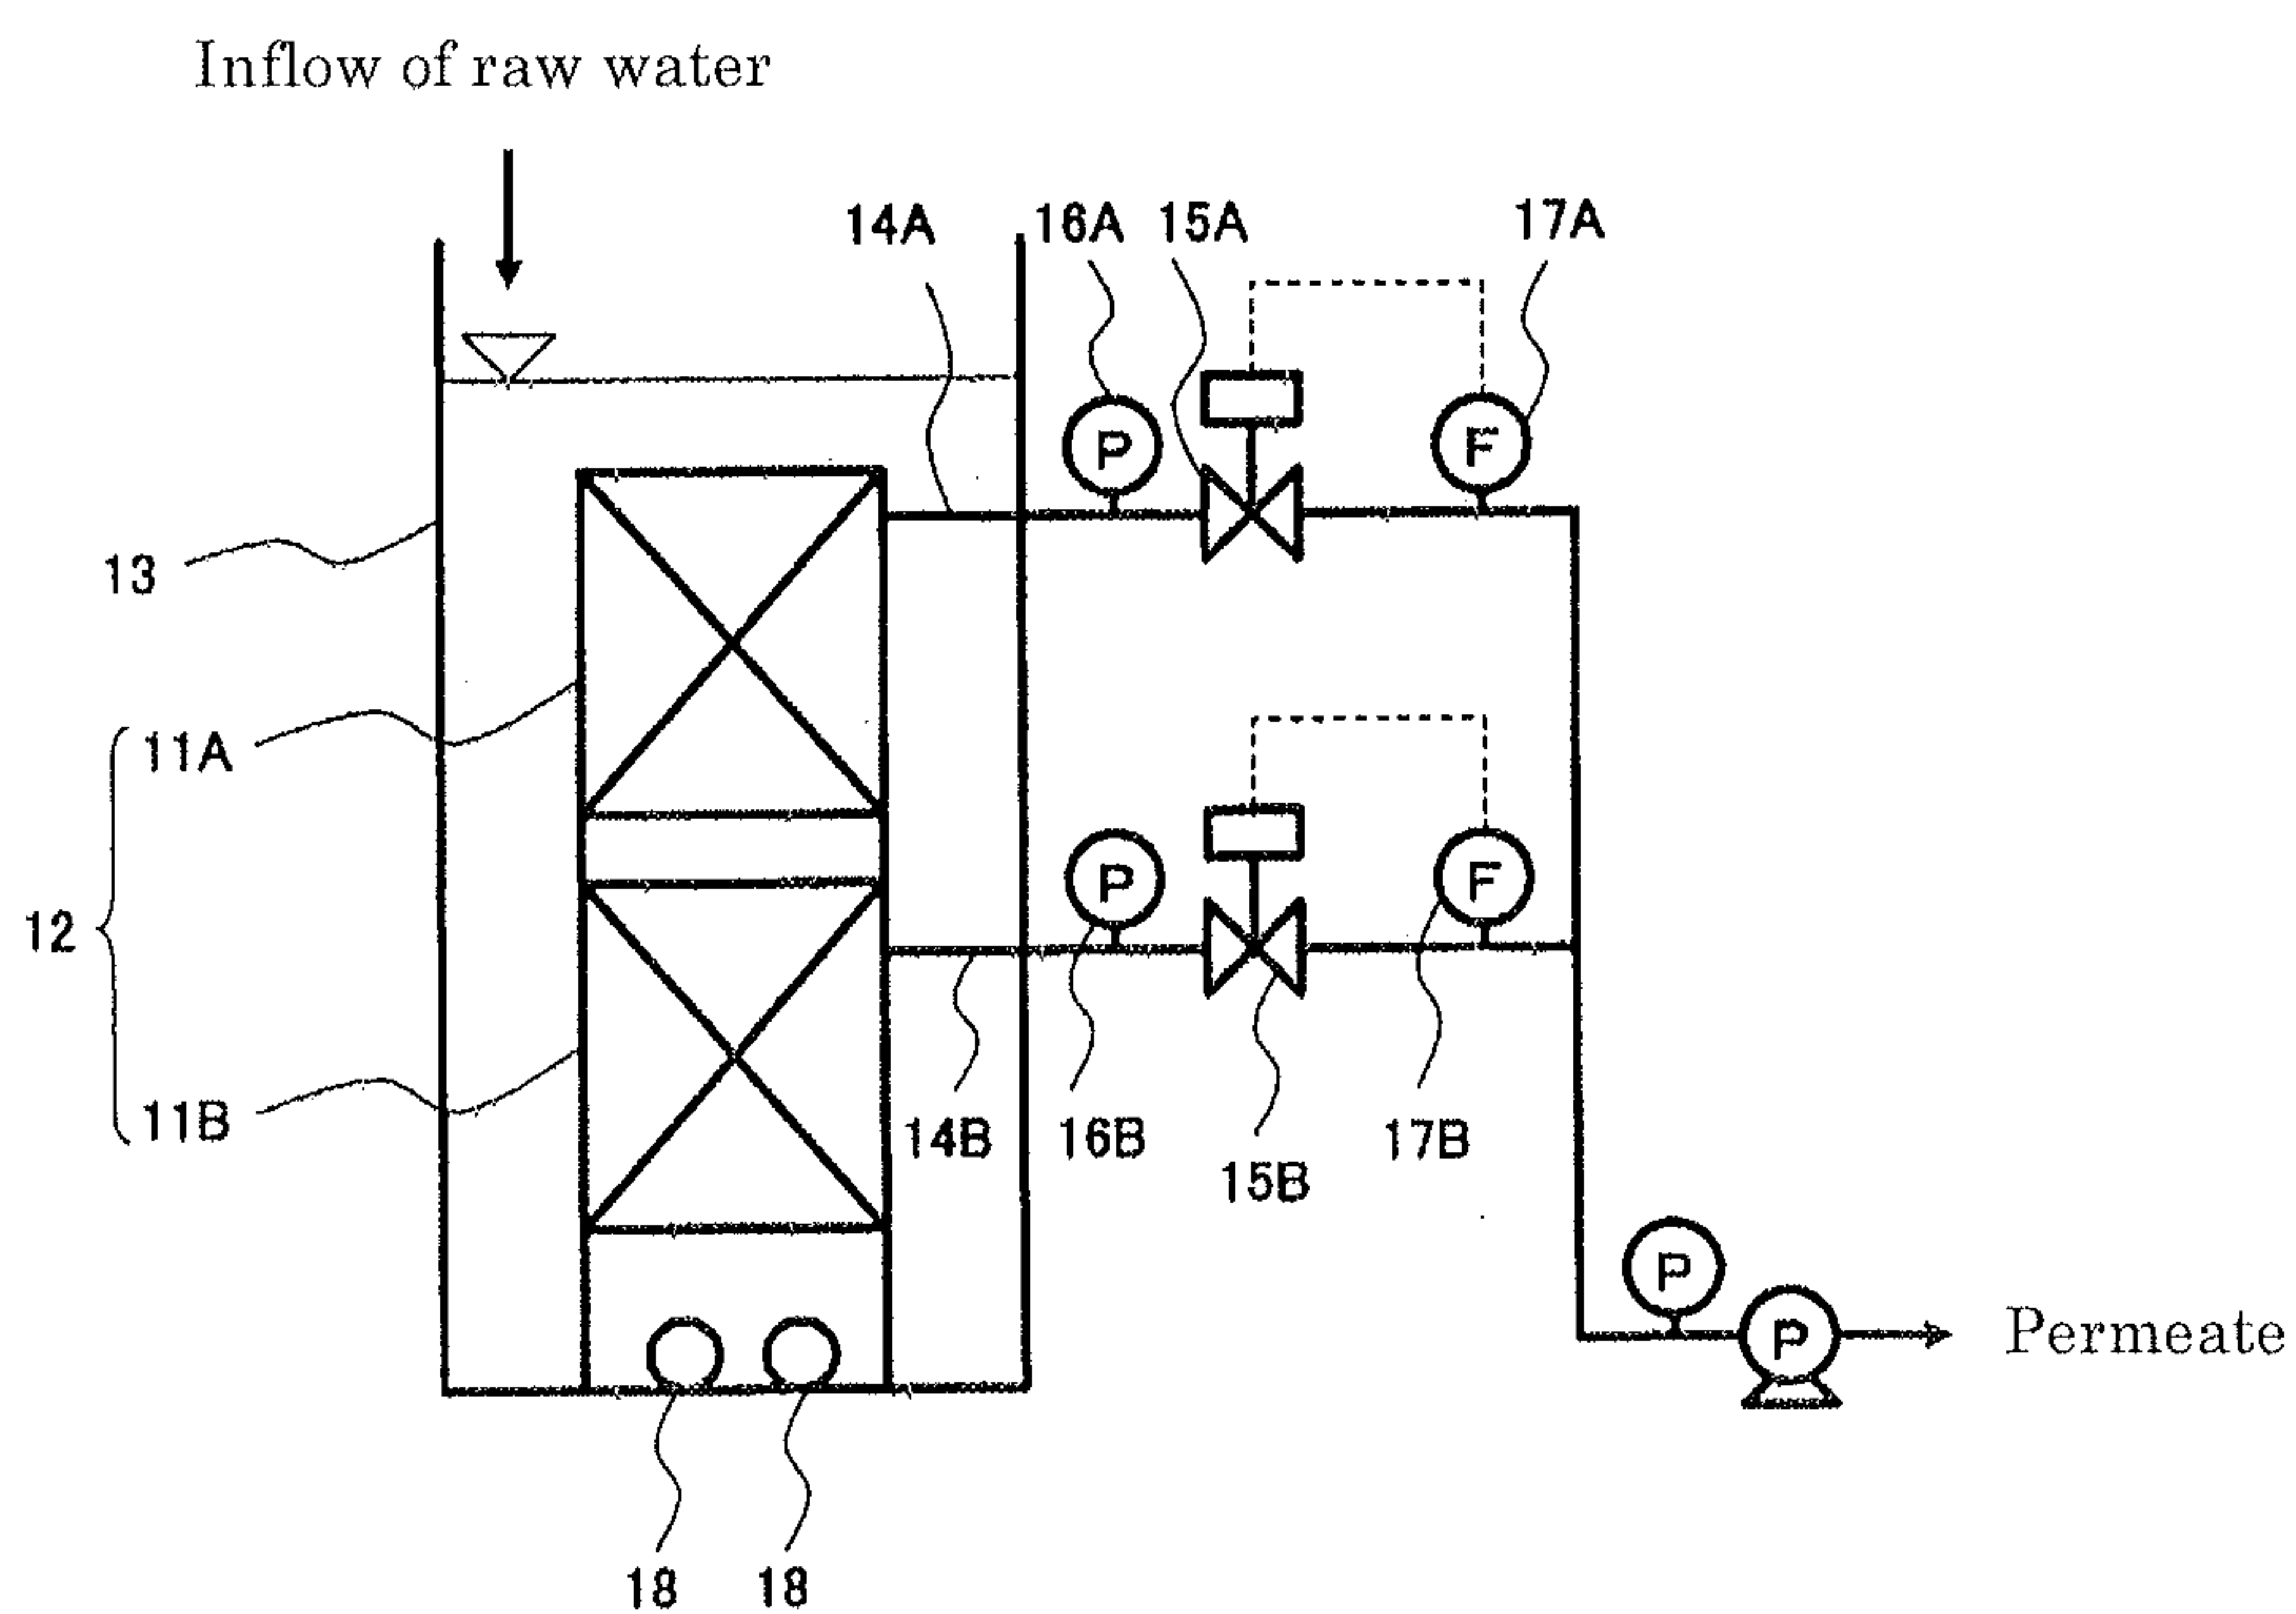 Inflow of raw water
14A
16A
15A
17A
P
F
13
11A
12
11B
P
F
14B
16B
15B
17B
P
P
Permeate
18
18